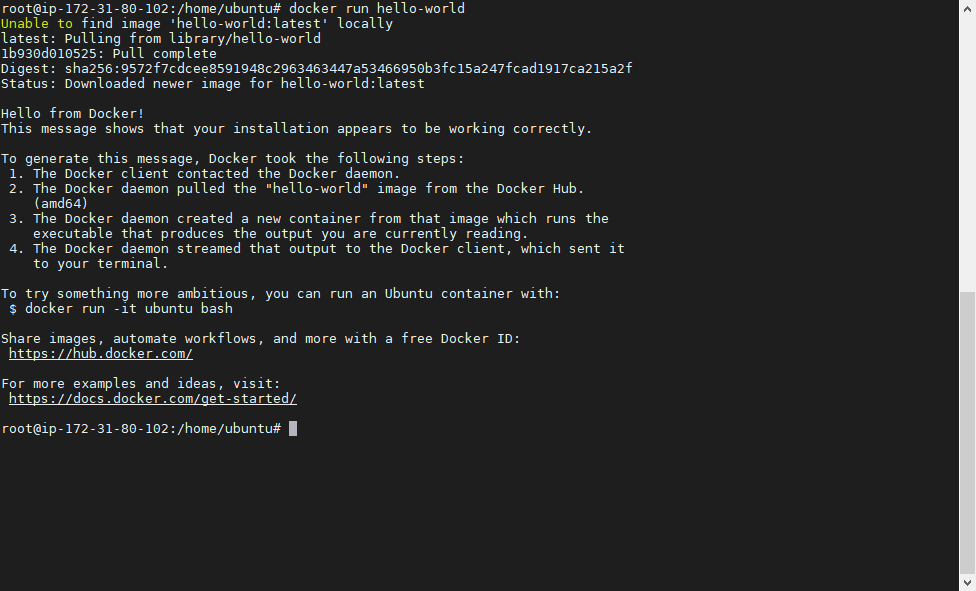 root@ip-172-31-80-102:/home/ubuntu# docker run hello-world
Unable to find image 'hello-world:latest' locally
latest: Pulling from library/hello-world
1b930d010525: Pull complete
Digest: sha256:9572f7cdcee8591948c2963463447a53466950b3fc15a247fcad1917ca215a2f
Status: Downloaded newer image for hello-world:latest

Hello from Docker!
This message shows that your installation appears to be working correctly.

To generate this message, Docker took the following steps:
 1. The Docker client contacted the Docker daemon.
 2. The Docker daemon pulled the "hello-world" image from the Docker Hub.
    (amd64)
 3. The Docker daemon created a new container from that image which runs the
    executable that produces the output you are currently reading.
 4. The Docker daemon streamed that output to the Docker client, which sent it
    to your terminal.

To try something more ambitious, you can run an Ubuntu container with:
 $ docker run -it ubuntu bash

Share images, automate workflows, and more with a free Docker ID:
 https://hub.docker.com/

For more examples and ideas, visit:
 https://docs.docker.com/get-started/

root@ip-172-31-80-102:/home/ubuntu#